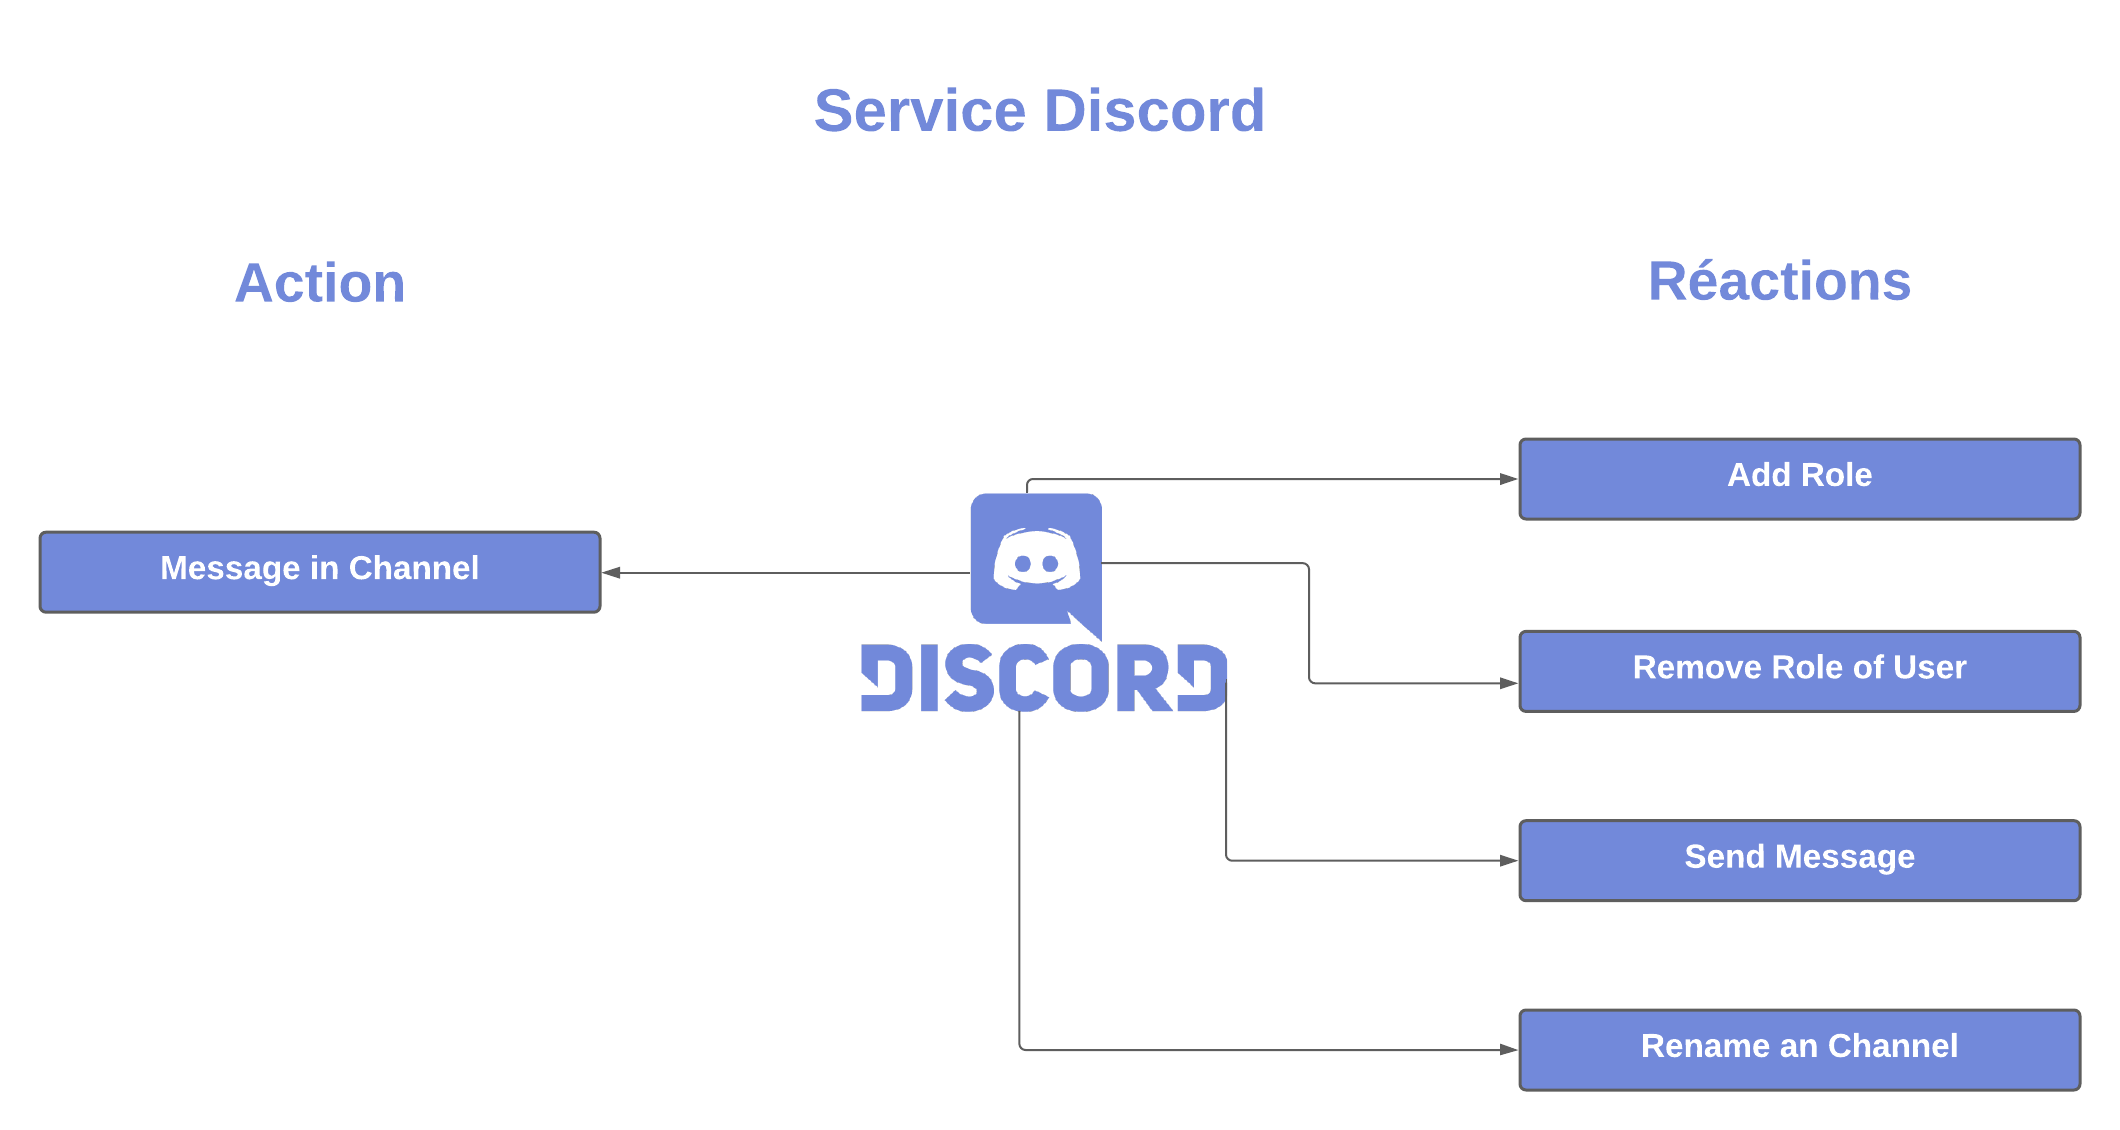 Service Discord
Action
Réactions
Add Role
Message in Channel
Remove Role of User
DISCORD
Send Message
Rename an Channel